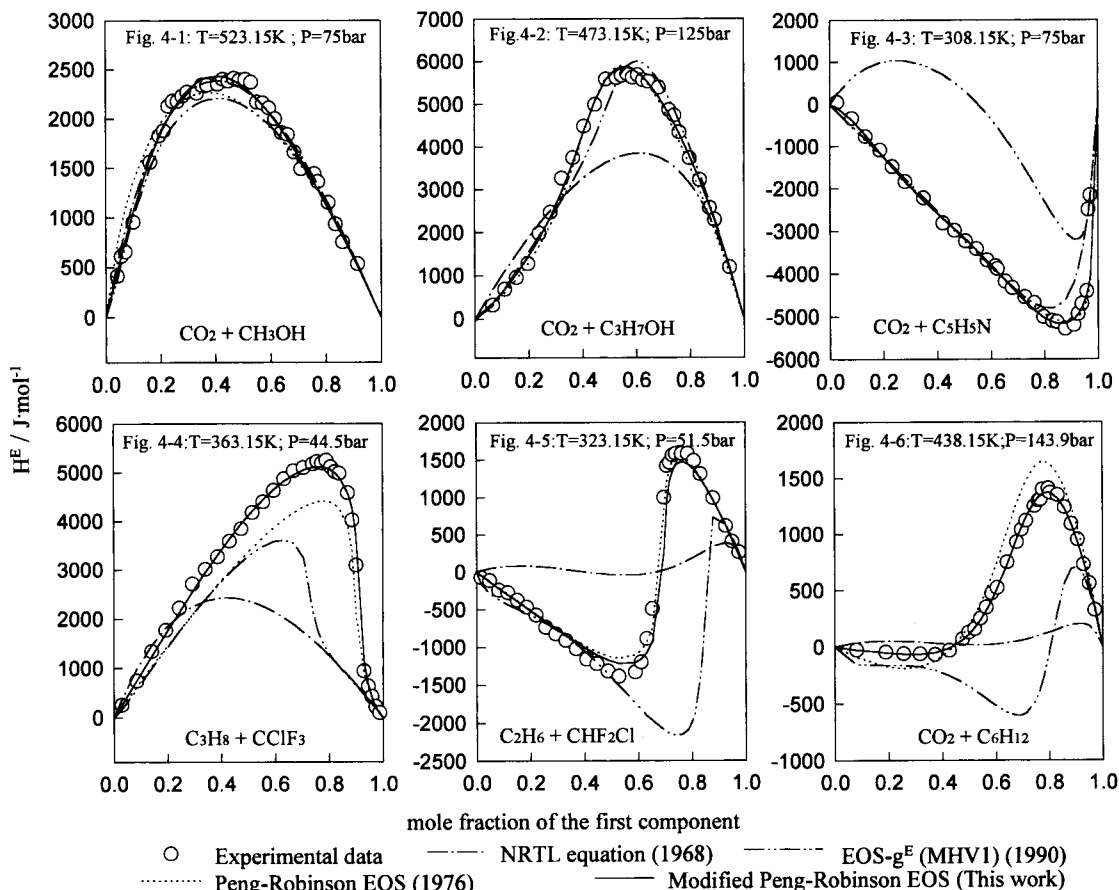 Fig. 4-1: T=523.15K ; P=75bar
3000
2500
2000
1500
1000
500
0
CO2 + CH3OH
0.0 0.2 0.4 0.6 0.8 1.0
Fig.4-2: T=473.15K; P=125bar
7000
6000
5000
4000
3000
2000
1000
0
CO2 + C3H7OH
0.0 0.2 0.4 0.6 0.8 1.0
Fig. 4-3: T=308.15K; P=75bar
2000
1000
0
-1000
-2000
-3000
-4000
-5000
-6000
CO2 + C5H5N
0.0 0.2 0.4 0.6 0.8 1.0
H^E / J·mol^-1
Fig. 4-4:T=363.15K; P=44.5bar
6000
5000
4000
3000
2000
1000
0
C3H8 + CClF3
0.0 0.2 0.4 0.6 0.8 1.0
Fig. 4-5:T=323.15K; P=51.5bar
2000
1500
1000
500
0
-500
-1000
-1500
-2000
-2500
C2H6 + CHF2Cl
0.0 0.2 0.4 0.6 0.8 1.0
Fig. 4-6:T=438.15K;P=143.9bar
2000
1500
1000
500
0
-500
-1000
CO2 + C6H12
0.0 0.2 0.4 0.6 0.8 1.0
mole fraction of the first component
Experimental data
NRTL equation (1968)
EOS-g^E (MHV1) (1990)
Peng-Robinson EOS (1976)
Modified Peng-Robinson EOS (This work)